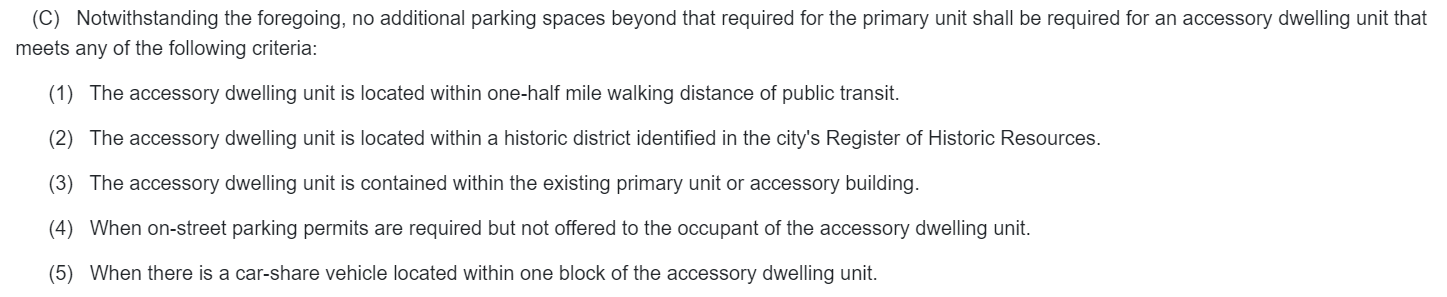 (C) Notwithstanding the foregoing, no additional parking spaces beyond that required for the primary unit shall be required for an accessory dwelling unit that
meets any of the following criteria:
(1) The accessory dwelling unit is located within one-half mile walking distance of public transit.
(2) The accessory dwelling unit is located within a historic district identified in the city's Register of Historic Resources.
(3) The accessory dwelling unit is contained within the existing primary unit or accessory building.
(4) When on-street parking permits are required but not offered to the occupant of the accessory dwelling unit.
(5) When there is a car-share vehicle located within one block of the accessory dwelling unit.